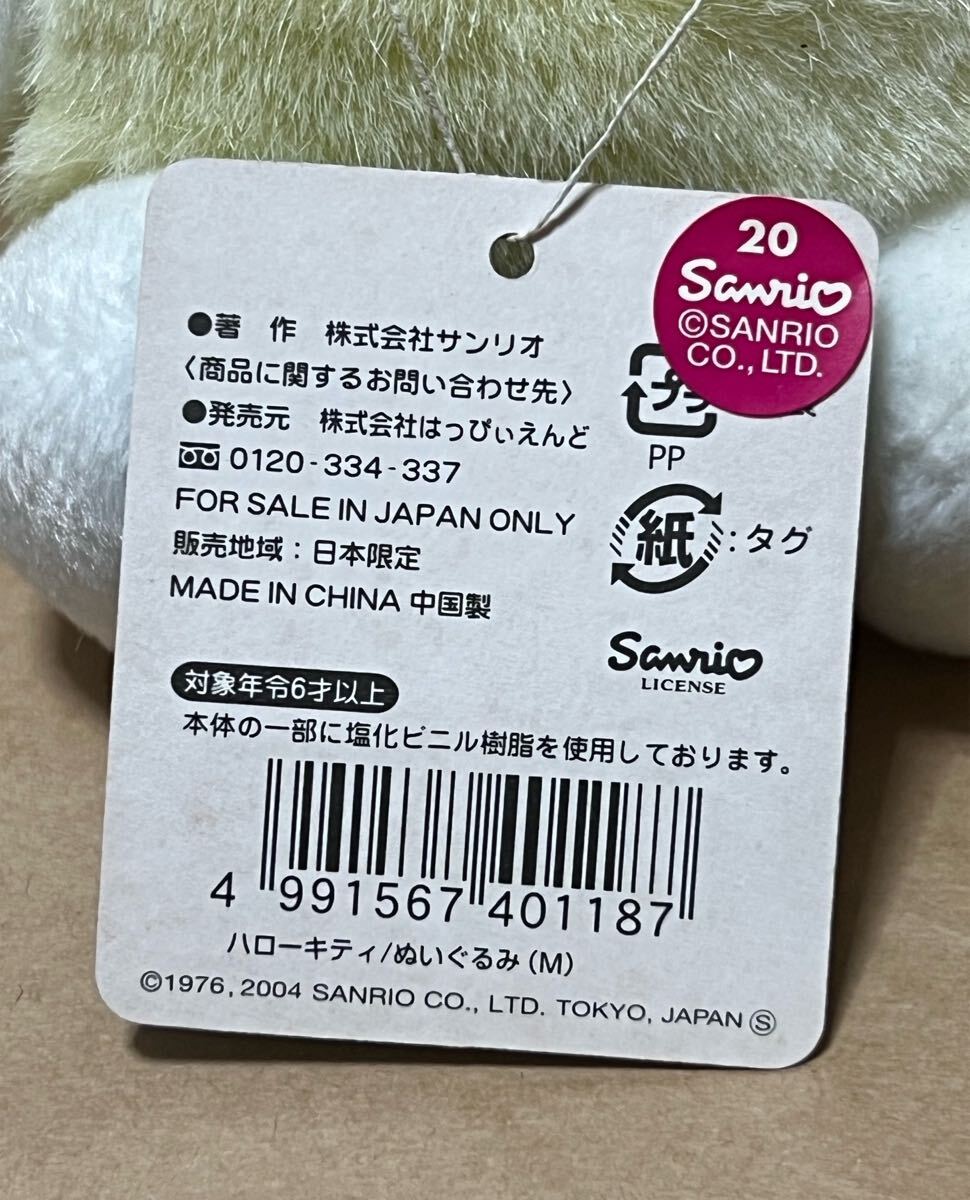 20
Sanrio
©SANRIO
CO.,LTD.
●著 作 株式会社サンリオ
〈商品に関するお問い合わせ先〉
●発売元 株式会社はっぴぃえんど
0120-334-337
FOR SALE IN JAPAN ONLY
販売地域：日本限定
MADE IN CHINA 中国製
プラ
PP
紙：タグ
Sanrio
LICENSE
対象年令6才以上
本体の一部に塩化ビニル樹脂を使用しております。
4 991567 401187
ハローキティ/ぬいぐるみ(M)
©1976, 2004 SANRIO CO., LTD. TOKYO, JAPAN Ⓢ